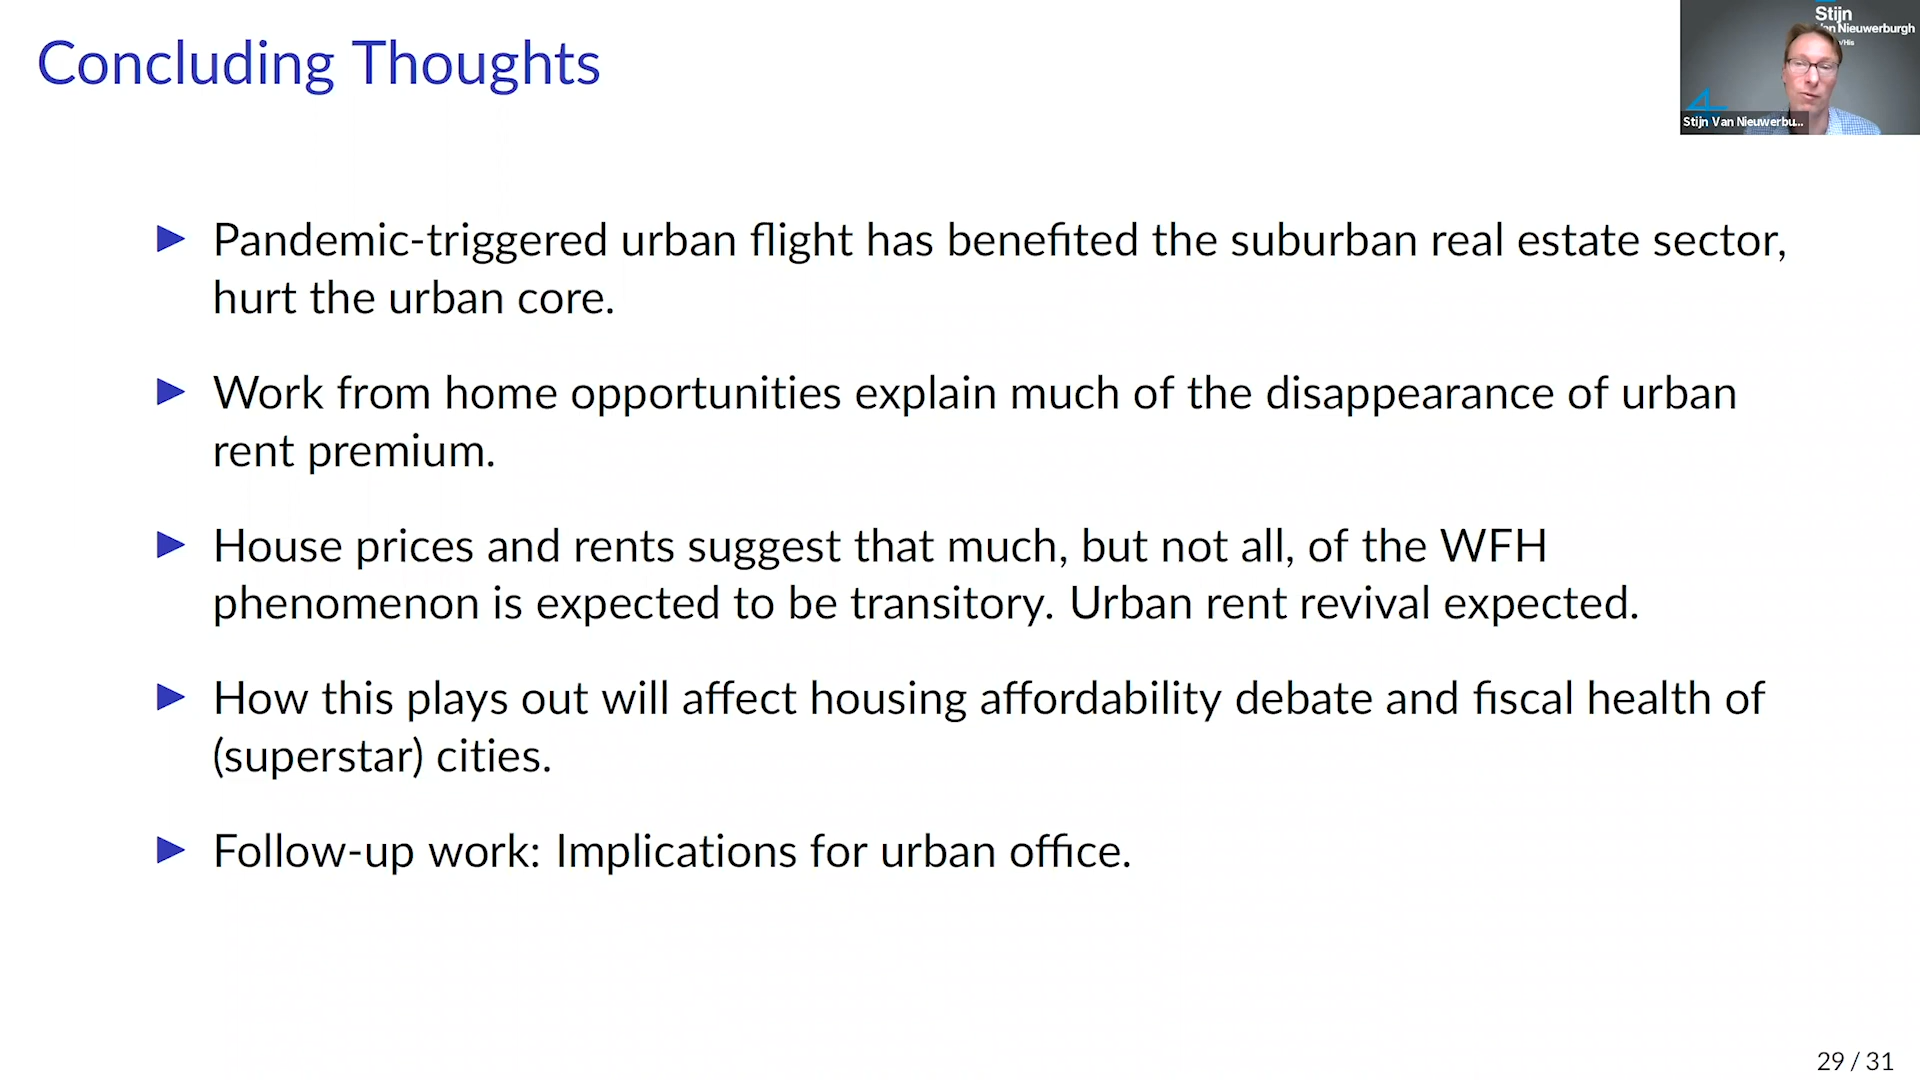 Concluding Thoughts
Stijn
Van Nieuwerburgh
Stijn Van Nieuwerbu...
Pandemic-triggered urban flight has benefited the suburban real estate sector,
hurt the urban core.
Work from home opportunities explain much of the disappearance of urban
rent premium.
House prices and rents suggest that much, but not all, of the WFH
phenomenon is expected to be transitory. Urban rent revival expected.
How this plays out will affect housing affordability debate and fiscal health of
(superstar) cities.
Follow-up work: Implications for urban office.
29 / 31